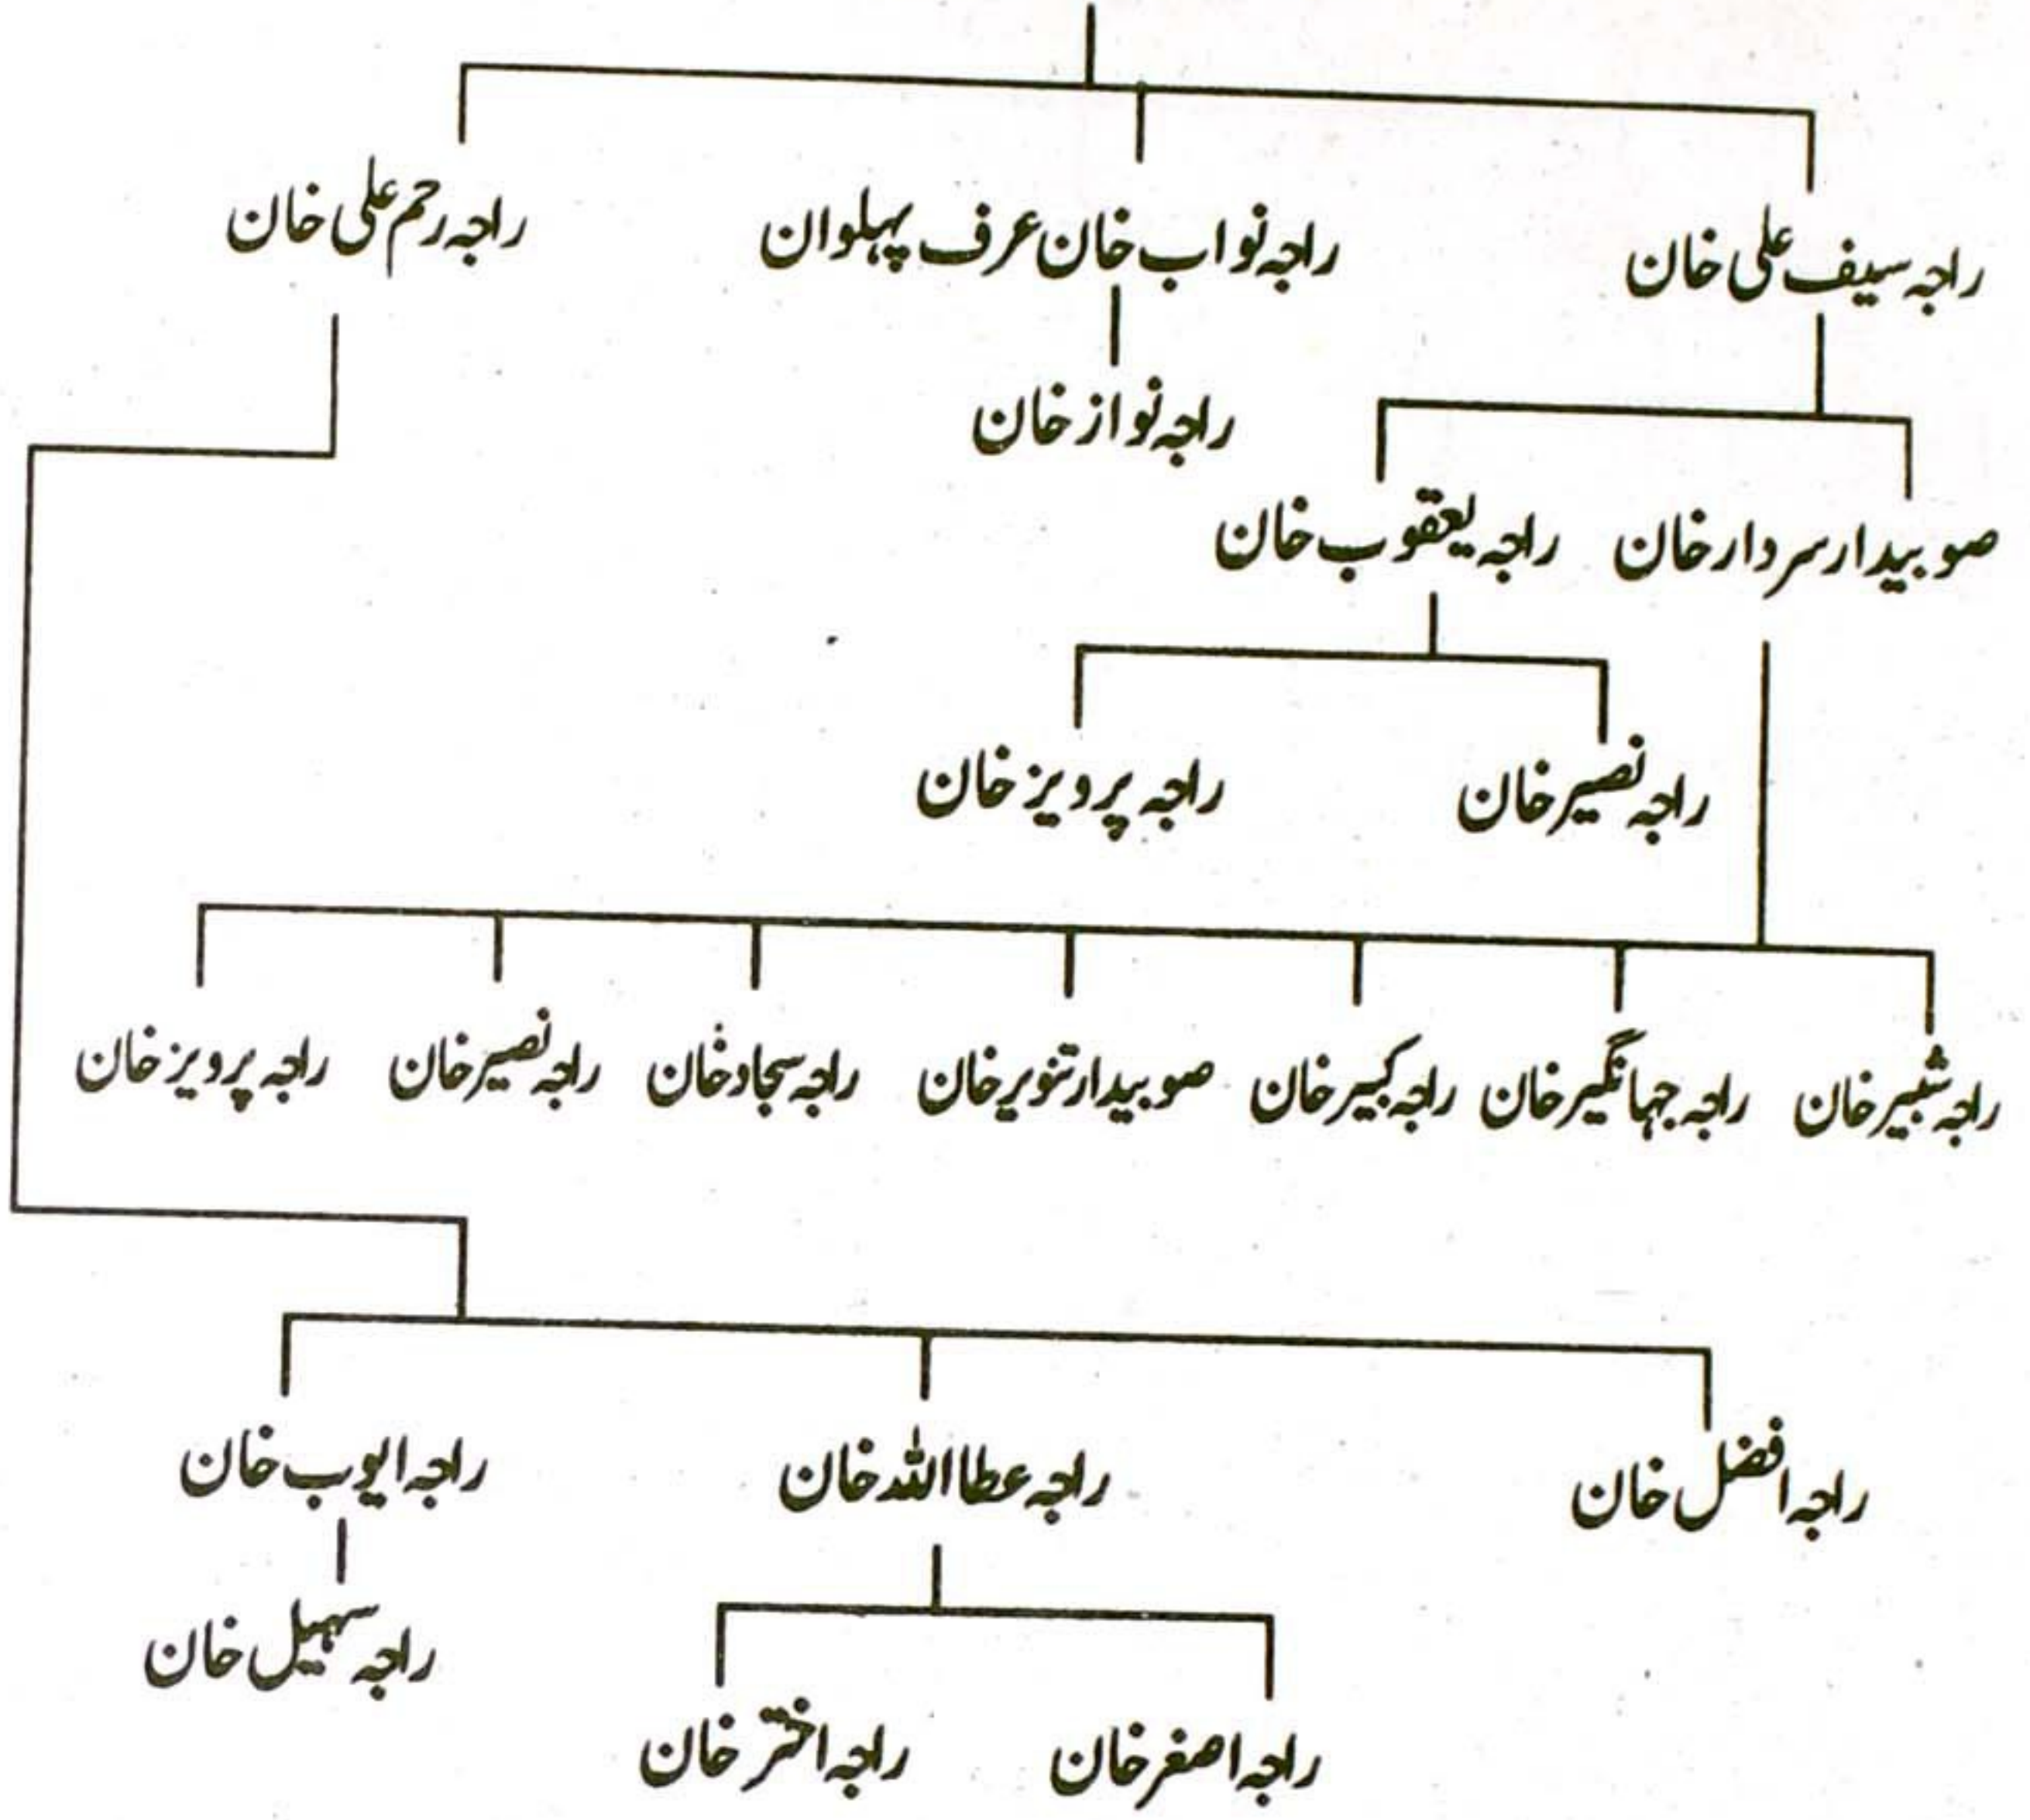 راجہ سیف علی خان
راجہ نواب خان عرف پہلوان
راجہ رحم علی خان
راجہ نواز خان
صوبیدار سردار خان
راجہ یعقوب خان
راجہ نصیر خان
راجہ پرویز خان
راجہ شبیر خان
راجہ جہانگیر خان
راجہ کبیر خان
صوبیدار تنویر خان
راجہ سجاد خان
راجہ نصیر خان
راجہ پرویز خان
راجہ افضل خان
راجہ عطا اللہ خان
راجہ ایوب خان
راجہ سہیل خان
راجہ اصغر خان
راجہ اختر خان